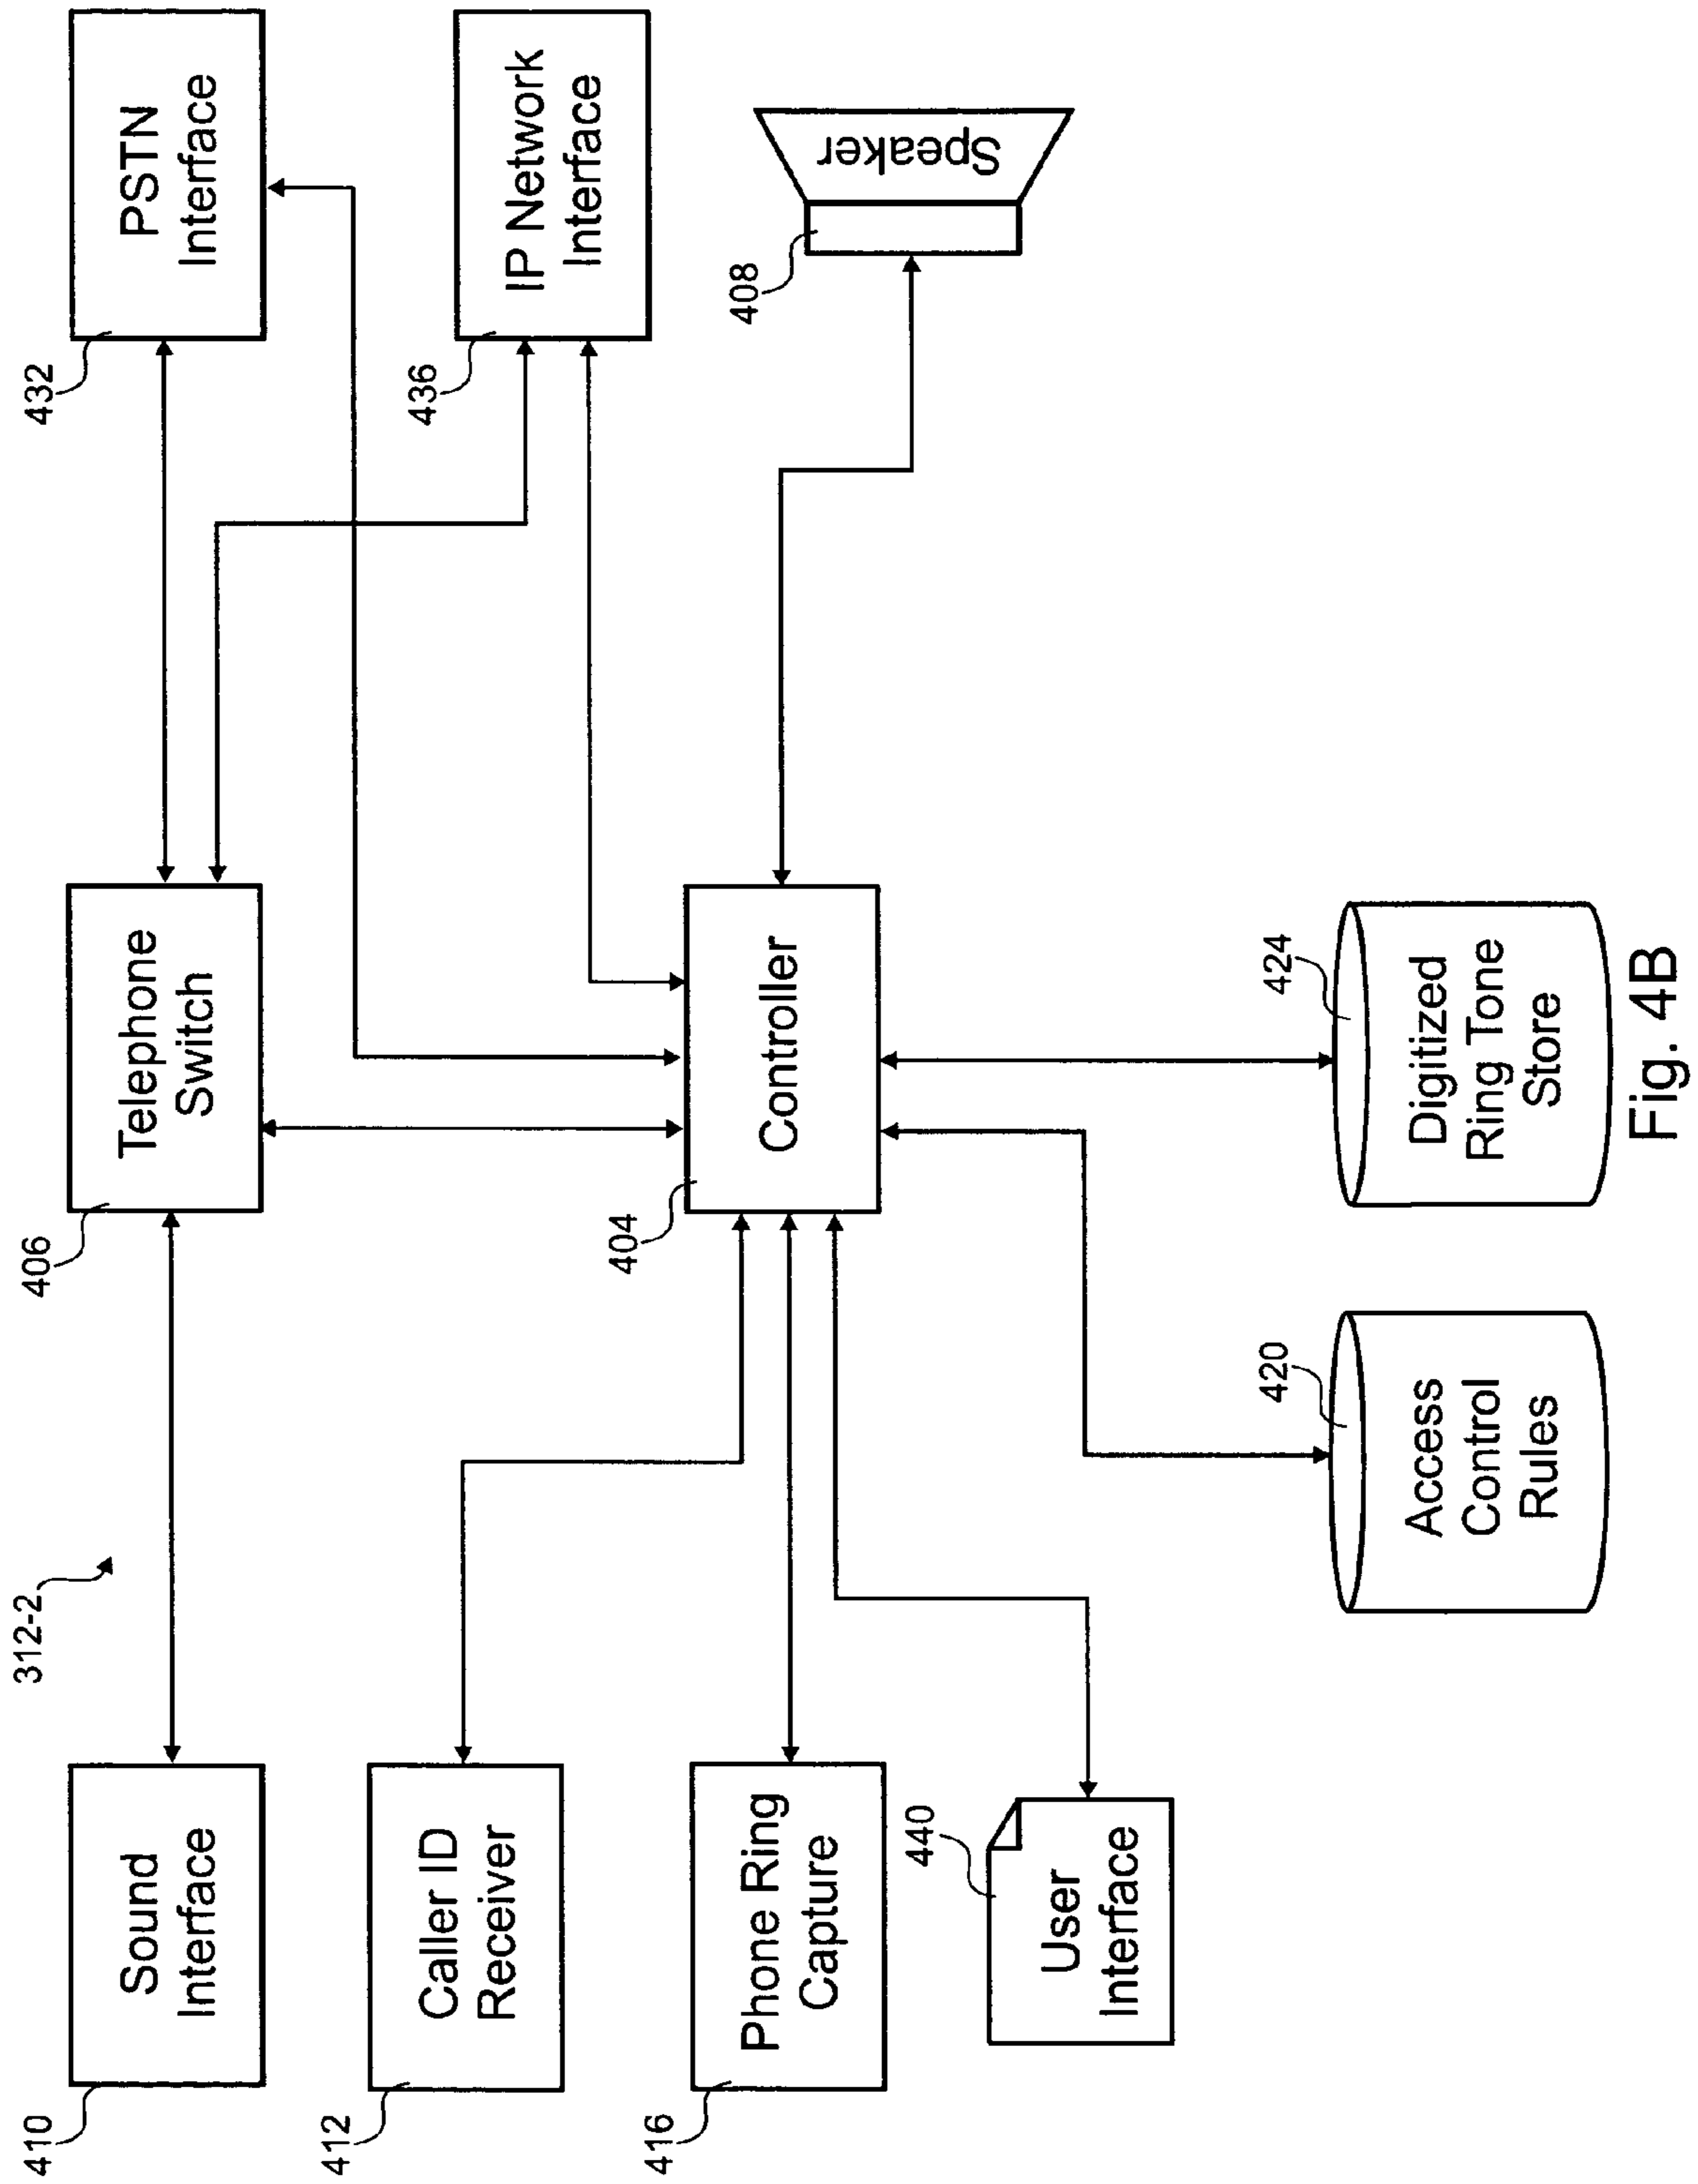 312-2
410
Sound
Interface
406
Telephone
Switch
432
PSTN
Interface
412
Caller ID
Receiver
436
IP Network
Interface
416
Phone Ring
Capture
404
Controller
408
Speaker
440
User
Interface
420
Access
Control
Rules
424
Digitized
Ring Tone
Store
Fig. 4B